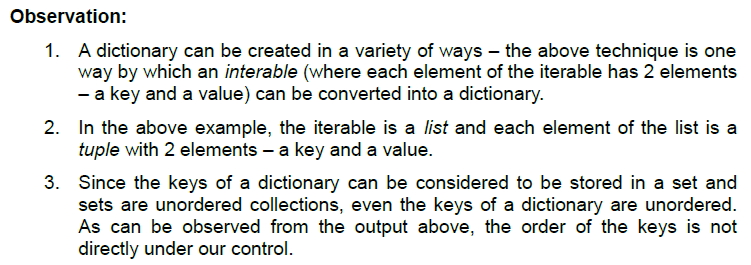 Observation:
1. A dictionary can be created in a variety of ways – the above technique is one
way by which an interable (where each element of the iterable has 2 elements
– a key and a value) can be converted into a dictionary.
2. In the above example, the iterable is a list and each element of the list is a
tuple with 2 elements – a key and a value.
3. Since the keys of a dictionary can be considered to be stored in a set and
sets are unordered collections, even the keys of a dictionary are unordered.
As can be observed from the output above, the order of the keys is not
directly under our control.